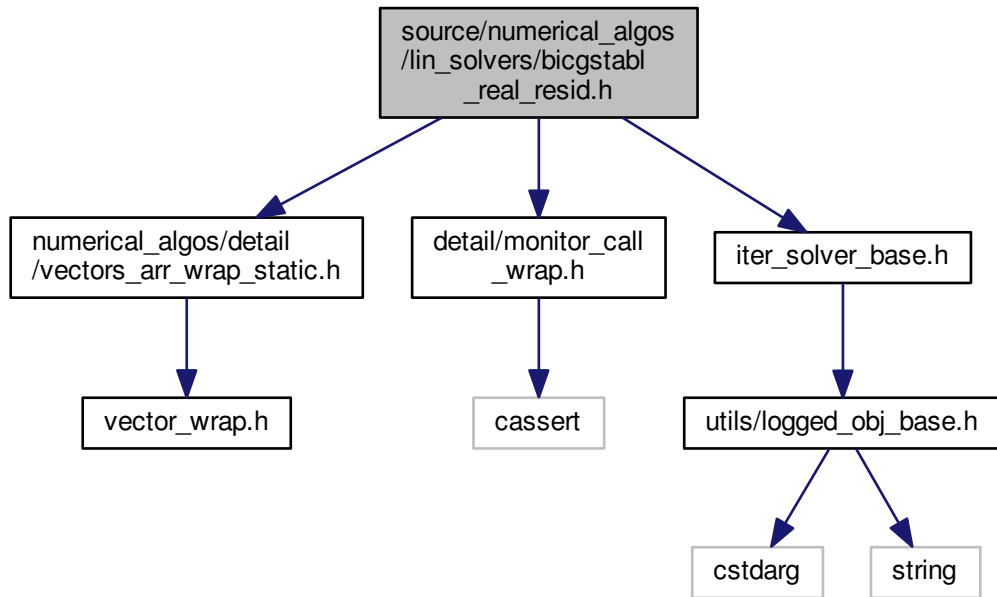 source/numerical_algos
/lin_solvers/bicgstabl
_real_resid.h
numerical_algos/detail
/vectors_arr_wrap_static.h
detail/monitor_call
_wrap.h
iter_solver_base.h
vector_wrap.h
cassert
utils/logged_obj_base.h
cstdarg
string